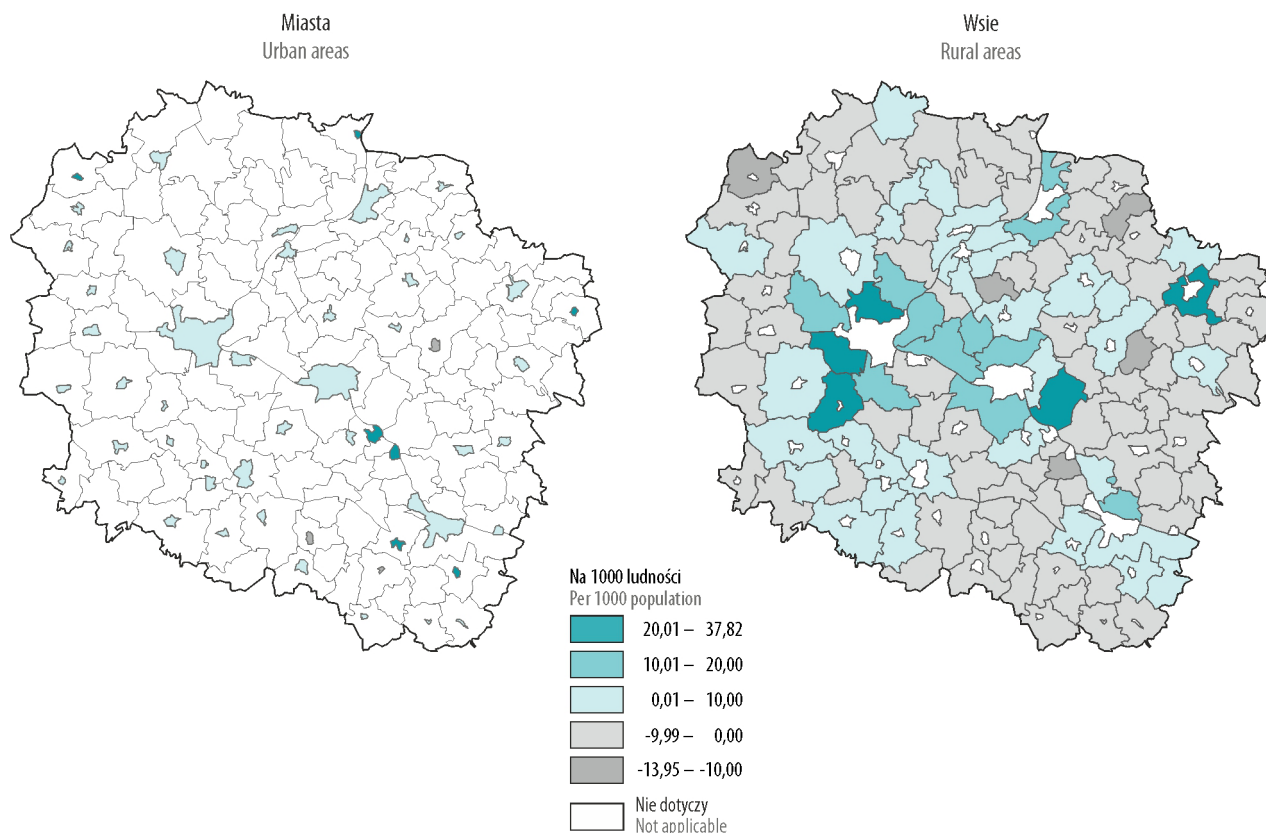 Miasta
Urban areas
Wsie
Rural areas
Na 1000 ludności
Per 1000 population
20,01 – 37,82
10,01 – 20,00
0,01 – 10,00
-9,99 – 0,00
-13,95 – -10,00
Nie dotyczy
Not applicable